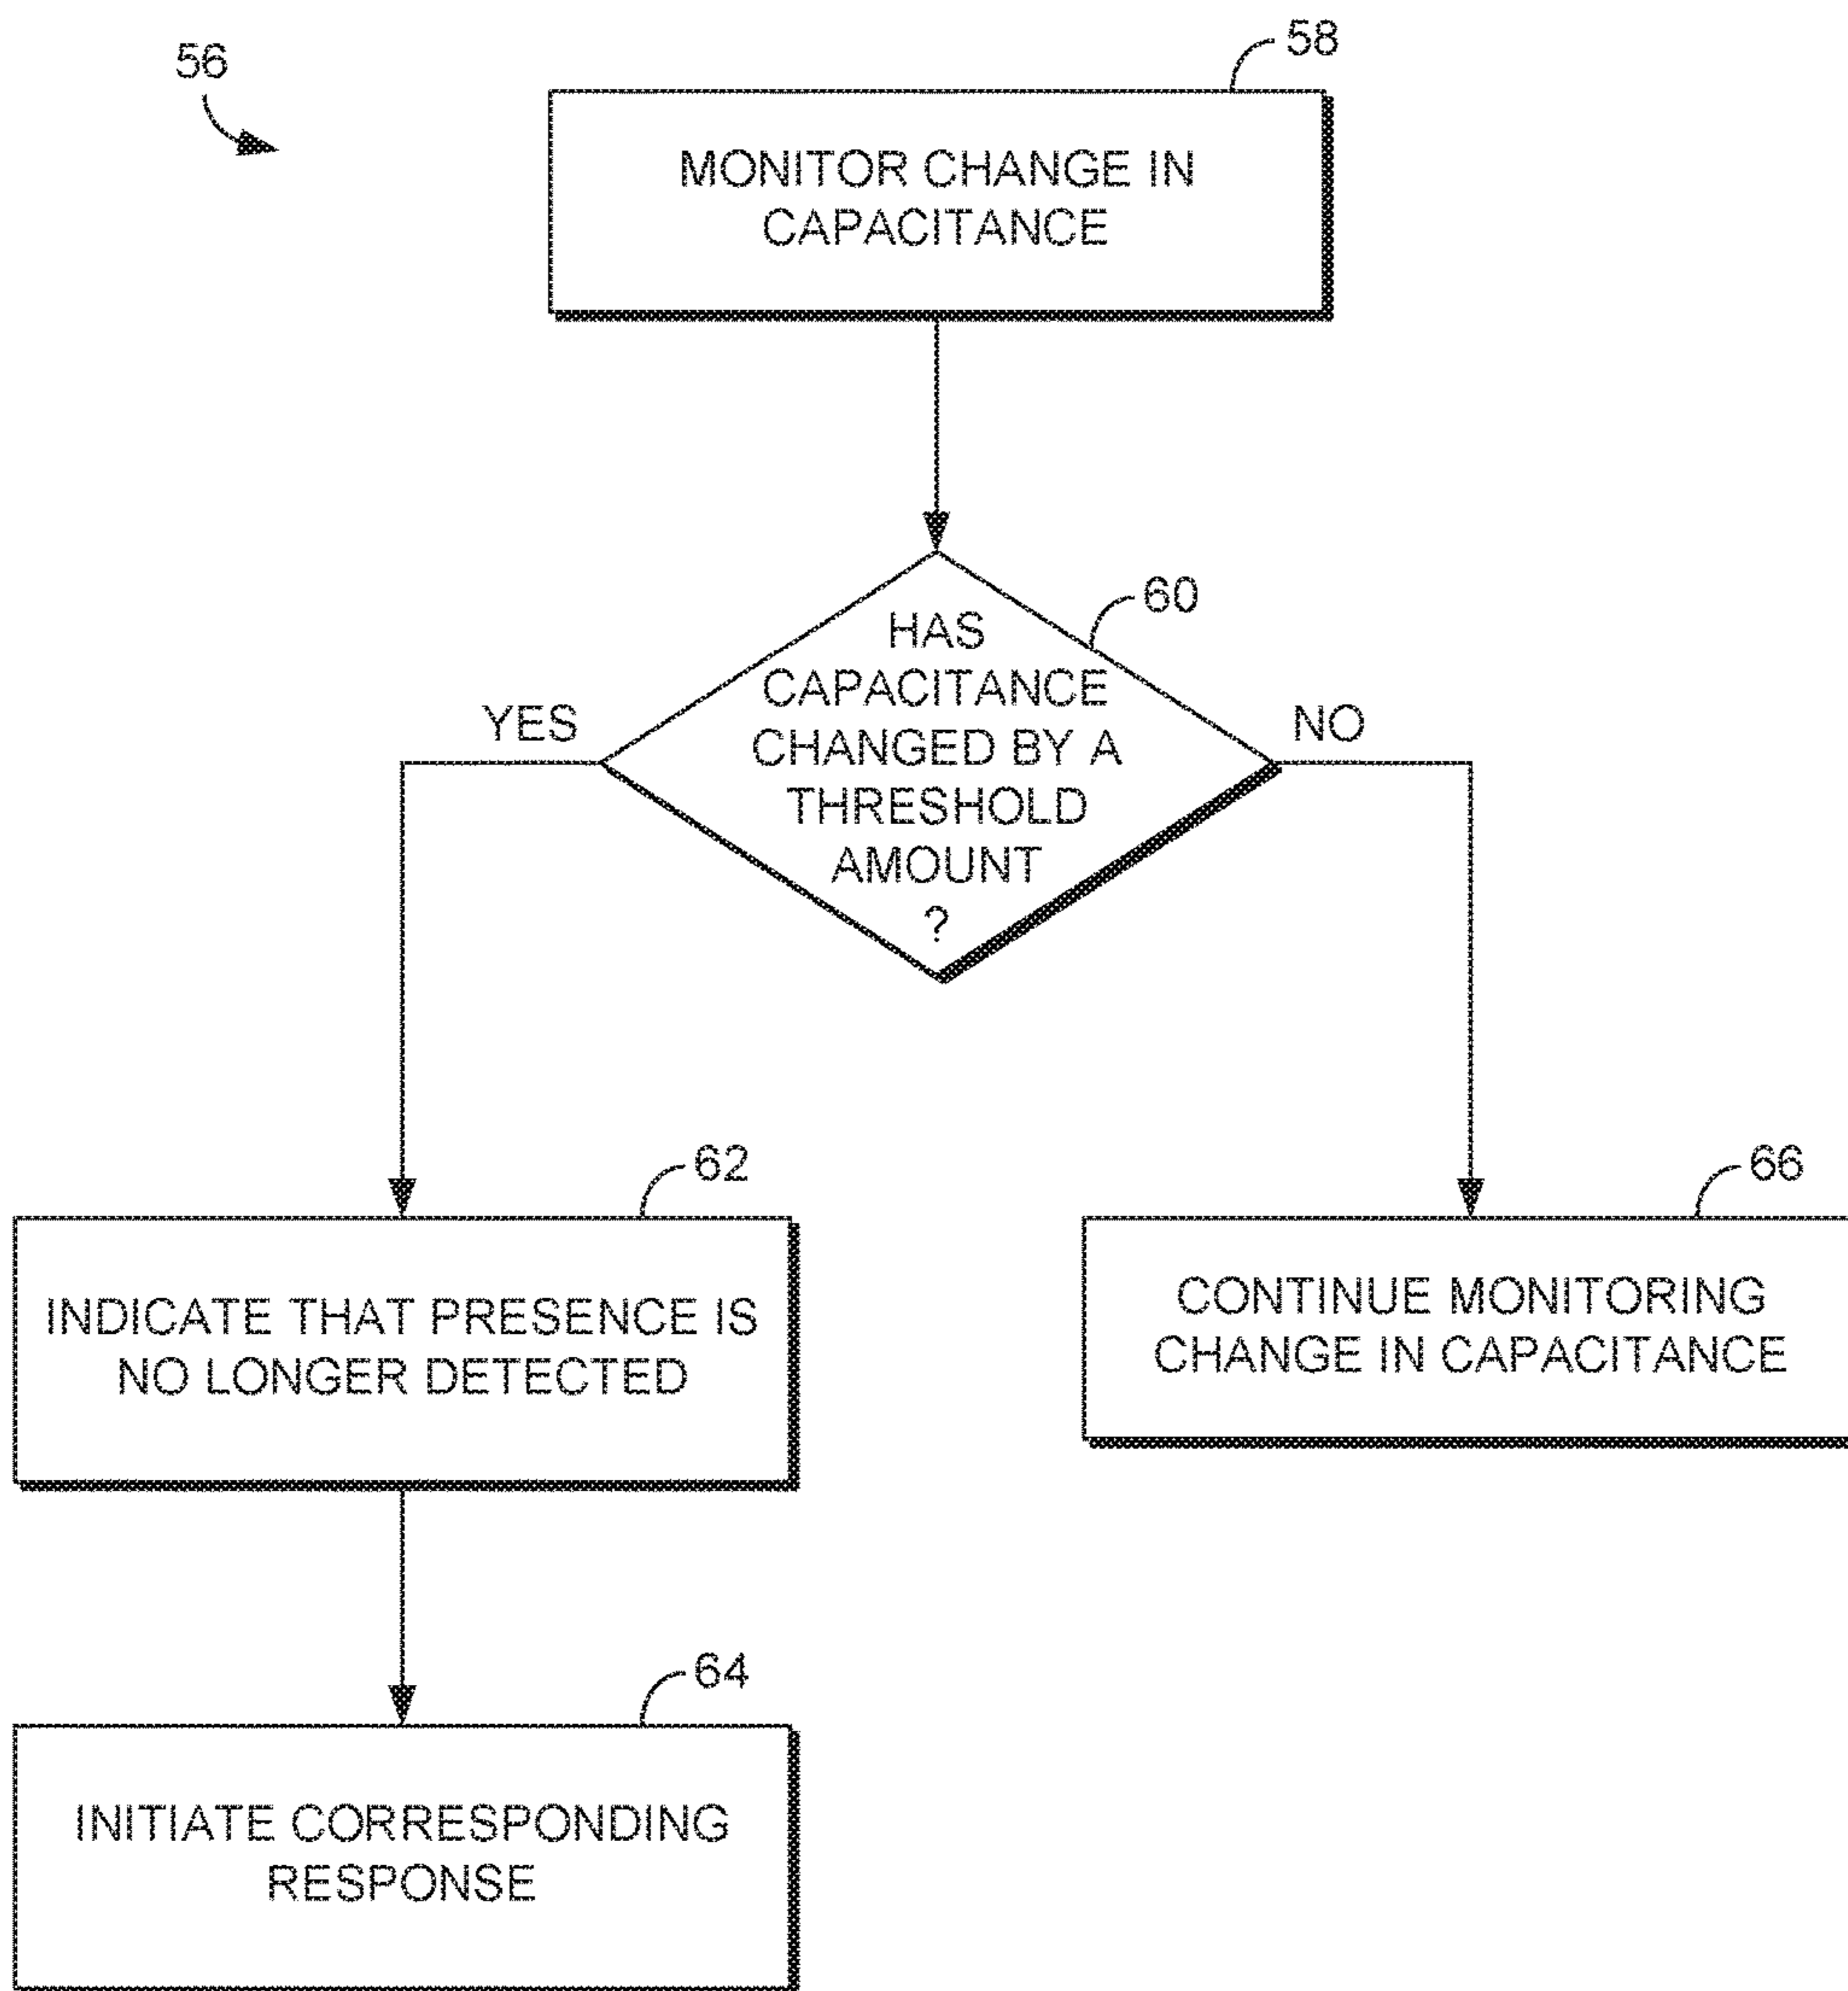 56
58
MONITOR CHANGE IN
CAPACITANCE
60
HAS
CAPACITANCE
CHANGED BY A
THRESHOLD
AMOUNT
?
YES
NO
62
INDICATE THAT PRESENCE IS
NO LONGER DETECTED
66
CONTINUE MONITORING
CHANGE IN CAPACITANCE
64
INITIATE CORRESPONDING
RESPONSE